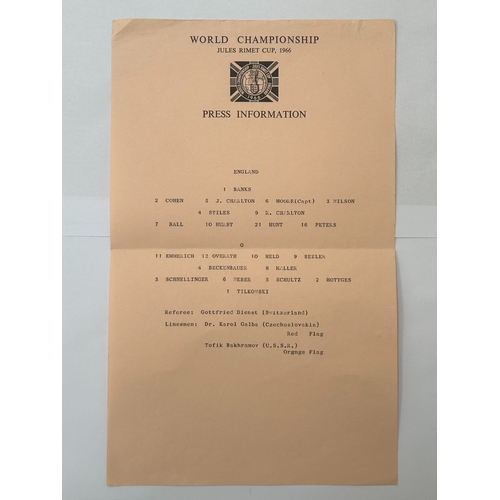 WORLD CHAMPIONSHIP
JULES RIMET CUP, 1966
1966
PRESS INFORMATION
ENGLAND
1 BANKS
2 COHEN 5 J. CHARLTON 6 MOORE(Capt) 3 WILSON
4 STILES 9 R. CHARLTON
7 BALL 10 HURST 21 HUNT 16 PETERS
O
11 EMMERICH 12 OVERATH 10 HELD 9 SEELER
4 BECKENBAUER 8 HALLER
3 SCHNELLINGER 6 WEBER 5 SCHULTZ 2 HOTTGES
1 TILKOWSKI
Referee: Gottfried Dienst (Switzerland)
Linesmen: Dr. Karol Galba (Czechoslovakia)
Red Flag
Tofik Bakhramov (U.S.S.R.)
Orgnge Flag